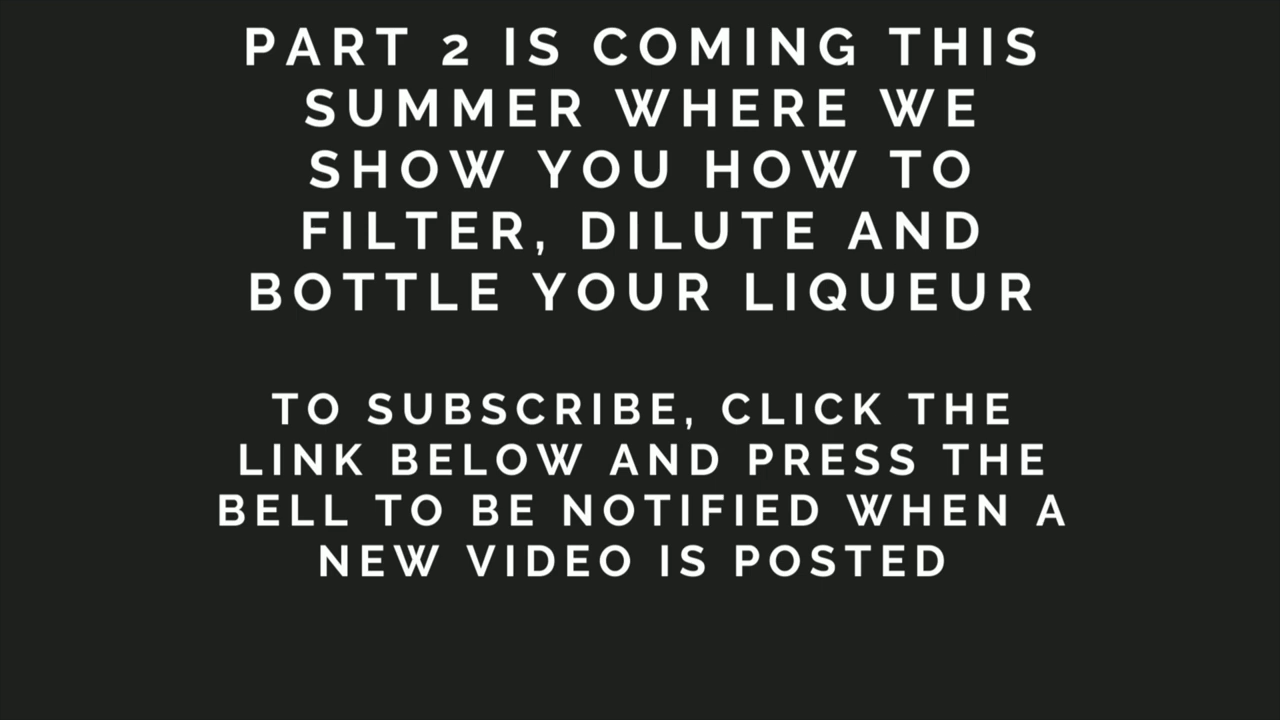 PART 2 IS COMING THIS
SUMMER WHERE WE
SHOW YOU HOW TO
FILTER, DILUTE AND
BOTTLE YOUR LIQUEUR
TO SUBSCRIBE, CLICK THE
LINK BELOW AND PRESS THE
BELL TO BE NOTIFIED WHEN A
NEW VIDEO IS POSTED